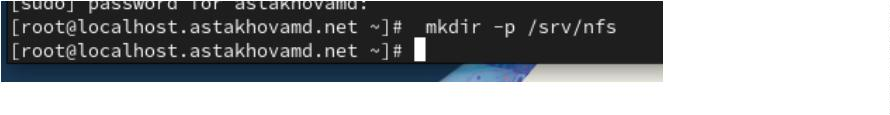 [sudo] password for astakhovamd:
[root@localhost.astakhovamd.net ~]#  mkdir -p /srv/nfs
[root@localhost.astakhovamd.net ~]#